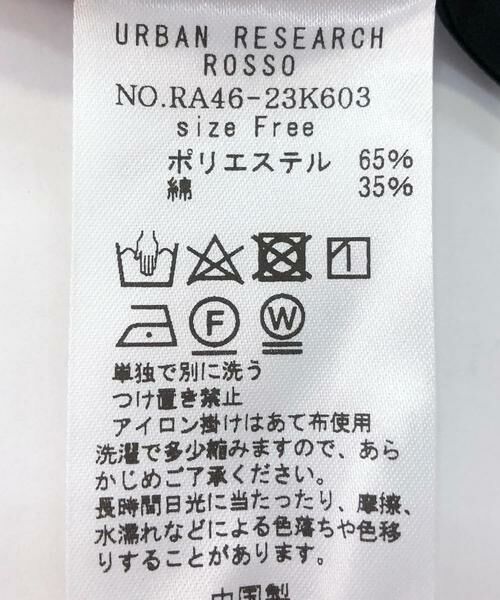 URBAN RESEARCH
ROSSO
NO.RA46-23K603
size Free
ポリエステル 65%
綿 35%
F W
単独で別に洗う
つけ置き禁止
アイロン掛けはあて布使用
洗濯で多少縮みますので、あら
かじめご了承ください。
長時間日光に当たったり、摩擦、
水濡れなどによる色落ちや色移
りすることがあります。
中国製